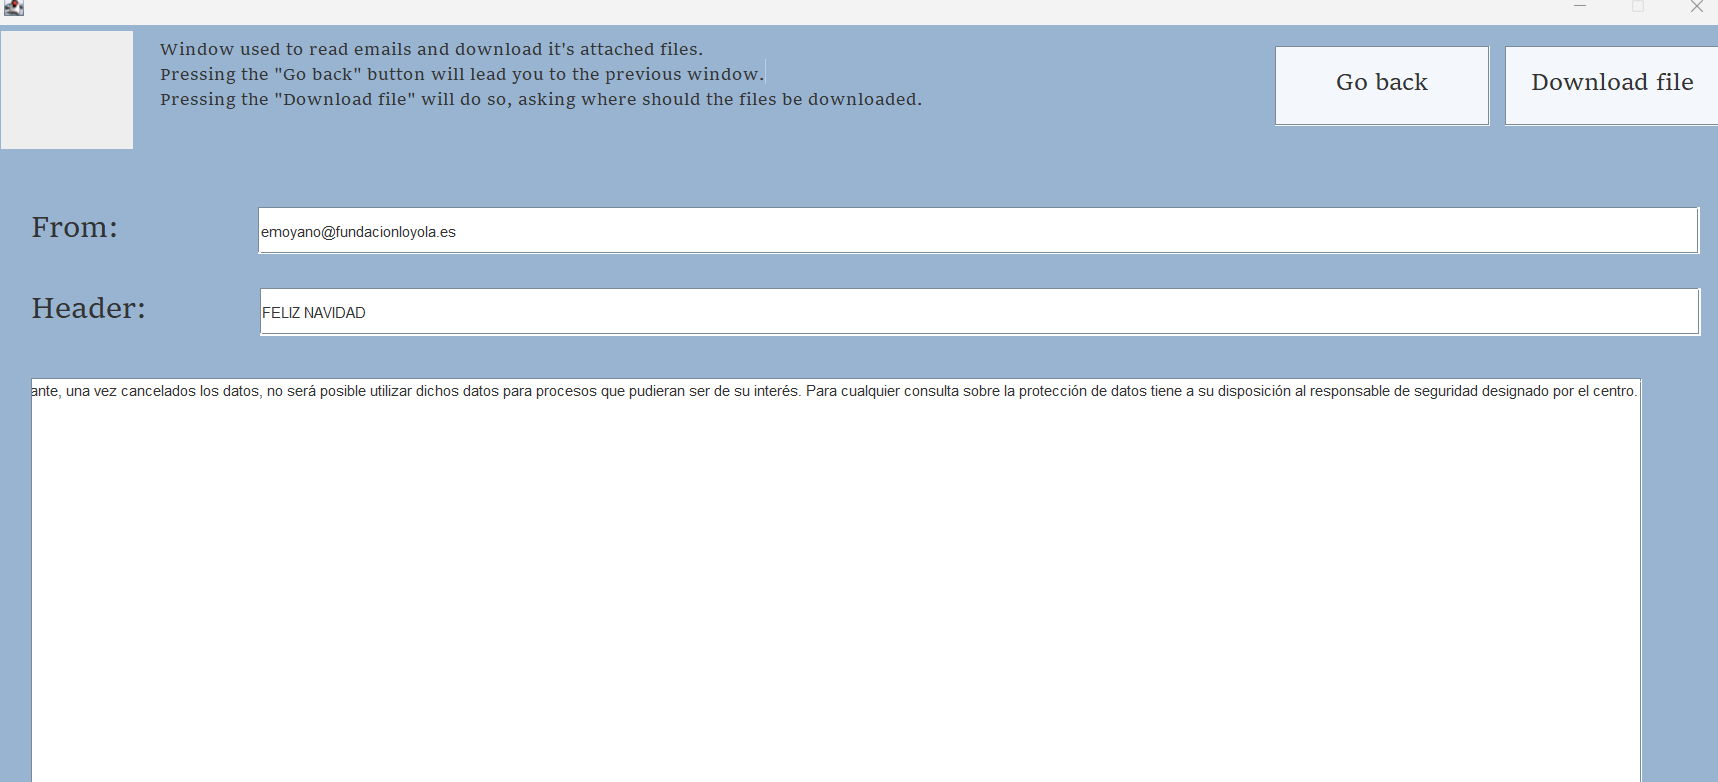 Window used to read emails and download it's attached files.
Pressing the "Go back" button will lead you to the previous window.
Pressing the "Download file" will do so, asking where should the files be downloaded.
Go back
Download file
From:
emoyano@fundacionloyola.es
Header:
FELIZ NAVIDAD
ante, una vez cancelados los datos, no será posible utilizar dichos datos para procesos que pudieran ser de su interés. Para cualquier consulta sobre la protección de datos tiene a su disposición al responsable de seguridad designado por el centro.